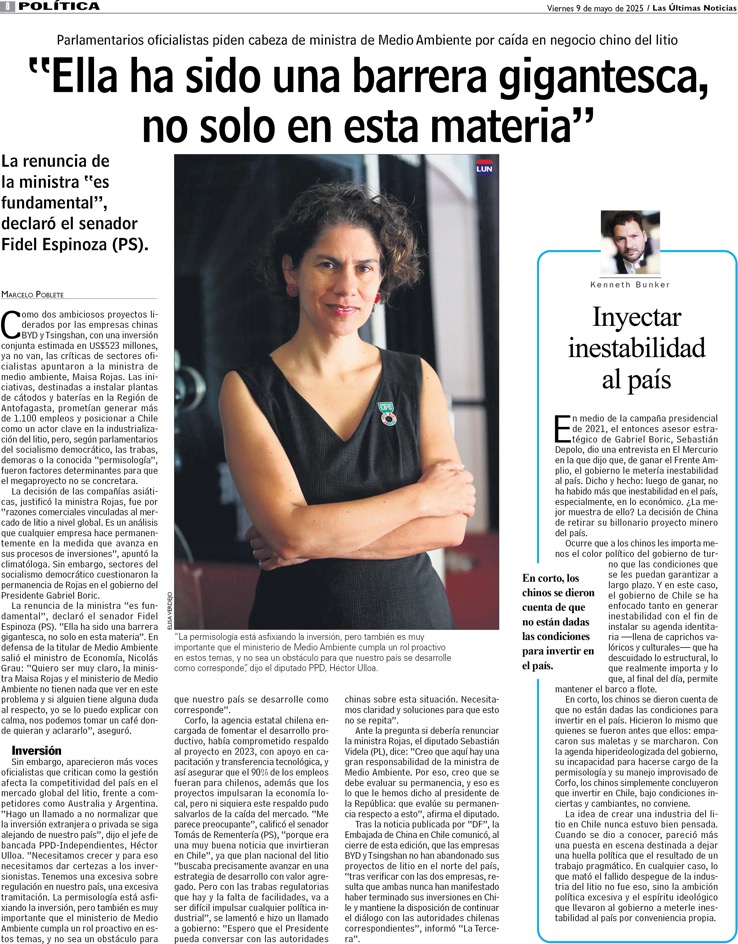 8 POLÍTICA
Viernes 9 de mayo de 2025 / Las Últimas Noticias
Parlamentarios oficialistas piden cabeza de ministra de Medio Ambiente por caída en negocio chino del litio
“Ella ha sido una barrera gigantesca,
no solo en esta materia”
La renuncia de
la ministra “es
fundamental”,
declaró el senador
Fidel Espinoza (PS).
MARCELO POBLETE
Como dos ambiciosos proyectos li-
derados por las empresas chinas
BYD y Tsingshan, con una inversión
conjunta estimada en US$523 millones,
ya no van, las críticas de sectores ofi-
cialistas apuntaron a la ministra de
medio ambiente, Maisa Rojas. Las ini-
ciativas, destinadas a instalar plantas
de cátodos y baterías en la Región de
Antofagasta, prometían generar más
de 1.100 empleos y posicionar a Chile
como un actor clave en la industrializa-
ción del litio, pero, según parlamentarios
del socialismo democrático, las trabas,
demoras o la conocida “permisología”,
fueron factores determinantes para que
el megaproyecto no se concretara.
La decisión de las compañías asiáti-
cas, justificó la ministra Rojas, fue por
“razones comerciales vinculadas al mer-
cado de litio a nivel global. Es un análisis
que cualquier empresa hace permanen-
temente en la medida que avanza en
sus procesos de inversiones”, apuntó la
climatóloga. Sin embargo, sectores del
socialismo democrático cuestionaron la
permanencia de Rojas en el gobierno del
Presidente Gabriel Boric.
La renuncia de la ministra “es fun-
damental”, declaró el senador Fidel
Espinoza (PS). “Ella ha sido una barrera
gigantesca, no solo en esta materia”. En
defensa de la titular de Medio Ambiente
salió el ministro de Economía, Nicolás
Grau: “Quiero ser muy claro, la minis-
tra Maisa Rojas y el ministerio de Medio
Ambiente no tienen nada que ver en este
problema y si alguien tiene alguna duda
al respecto, yo se lo puedo explicar con
calma, nos podemos tomar un café don-
de quieran y aclararlo”, aseguró.
Inversión
Sin embargo, aparecieron más voces
oficialistas que critican como la gestión
afecta la competitividad del país en el
mercado global del litio, frente a com-
petidores como Australia y Argentina.
“Hago un llamado a no normalizar que
la inversión extranjera o privada se siga
alejando de nuestro país”, dijo el jefe de
bancada PPD-Independientes, Héctor
Ulloa. “Necesitamos crecer y para eso
necesitamos dar certezas a los inver-
sionistas. Tenemos una excesiva sobre
regulación en nuestro país, una excesiva
tramitación. La permisología está asfi-
xiando la inversión, pero también es muy
importante que el ministerio de Medio
Ambiente cumpla un rol proactivo en es-
tos temas, y no sea un obstáculo para
LUN
ELISA VERDEJO
“La permisología está asfixiando la inversión, pero también es muy
importante que el ministerio de Medio Ambiente cumpla un rol proactivo
en estos temas, y no sea un obstáculo para que nuestro país se desarrolle
como corresponde”, dijo el diputado PPD, Héctor Ulloa.
que nuestro país se desarrolle como
corresponde”.
Corfo, la agencia estatal chilena en-
cargada de fomentar el desarrollo pro-
ductivo, había comprometido respaldo
al proyecto en 2023, con apoyo en ca-
pacitación y transferencia tecnológica, y
así asegurar que el 90% de los empleos
fueran para chilenos, además que los
proyectos impulsaran la economía lo-
cal, pero ni siquiera este respaldo pudo
salvarlos de la caída del mercado. “Me
parece preocupante”, calificó el senador
Tomás de Rementería (PS), “porque era
una muy buena noticia que invirtieran
en Chile”, ya que plan nacional del litio
“buscaba precisamente avanzar en una
estrategia de desarrollo con valor agre-
gado. Pero con las trabas regulatorias
que hay y la falta de facilidades, va a
ser difícil impulsar cualquier política in-
dustrial”, se lamentó e hizo un llamado
a gobierno: “Espero que el Presidente
pueda conversar con las autoridades
chinas sobre esta situación. Necesita-
mos claridad y soluciones para que esto
no se repita”.
Ante la pregunta si debería renunciar
la ministra Rojas, el diputado Sebastián
Videla (PL), dice: “Creo que aquí hay una
gran responsabilidad de la ministra de
Medio Ambiente. Por eso, creo que se
debe evaluar su permanencia, y eso es
lo que le hemos dicho al presidente de
la República: que evalúe su permanen-
cia respecto a esto”, afirma el diputado.
Tras la noticia publicada por “DF”, la
Embajada de China en Chile comunicó, al
cierre de esta edición, que las empresas
BYD y Tsingshan no han abandonado sus
proyectos de litio en el norte del país,
“tras verificar con las dos empresas, re-
sulta que ambas nunca han manifestado
haber terminado sus inversiones en Chi-
le y mantiene la disposición de continuar
el diálogo con las autoridades chilenas
correspondientes”, informó “La Terce-
ra”.
Kenneth Bunker
Inyectar
inestabilidad
al país
En medio de la campaña presidencial
de 2021, el entonces asesor estra-
tégico de Gabriel Boric, Sebastián
Depolo, dio una entrevista en El Mercurio
en la que dijo que, de ganar el Frente Am-
plio, el gobierno le metería inestabilidad
al país. Dicho y hecho: luego de ganar, no
ha habido más que inestabilidad en el país,
especialmente, en lo económico. ¿La me-
jor muestra de ello? La decisión de China
de retirar su billonario proyecto minero
del país.
Ocurre que a los chinos les importa me-
nos el color político del gobierno de tur-
no que las condiciones que
se les puedan garantizar a
largo plazo. Y en este caso,
el gobierno de Chile se ha
enfocado tanto en generar
inestabilidad con el fin de
instalar su agenda identita-
ria —llena de caprichos va-
lóricos y culturales— que ha
descuidado lo estructural, lo
que realmente importa y lo
que, al final del día, permite
mantener el barco a flote.
En corto, los
chinos se dieron
cuenta de que
no están dadas
las condiciones
para invertir en
el país.
En corto, los chinos se dieron cuenta de
que no están dadas las condiciones para
invertir en el país. Hicieron lo mismo que
quienes se fueron antes que ellos: empa-
caron sus maletas y se marcharon. Con
la agenda hiperideologizada del gobierno,
su incapacidad para hacerse cargo de la
permisología y su manejo improvisado de
Corfo, los chinos simplemente concluyeron
que invertir en Chile, bajo condiciones in-
ciertas y cambiantes, no conviene.
La idea de crear una industria del li-
tio en Chile nunca estuvo bien pensada.
Cuando se dio a conocer, pareció más
una puesta en escena destinada a dejar
una huella política que el resultado de un
trabajo pragmático. En cualquier caso, lo
que mató el fallido despegue de la indus-
tria del litio no fue eso, sino la ambición
política excesiva y el espíritu ideológico
que llevaron al gobierno a meterle ines-
tabilidad al país por conveniencia propia.